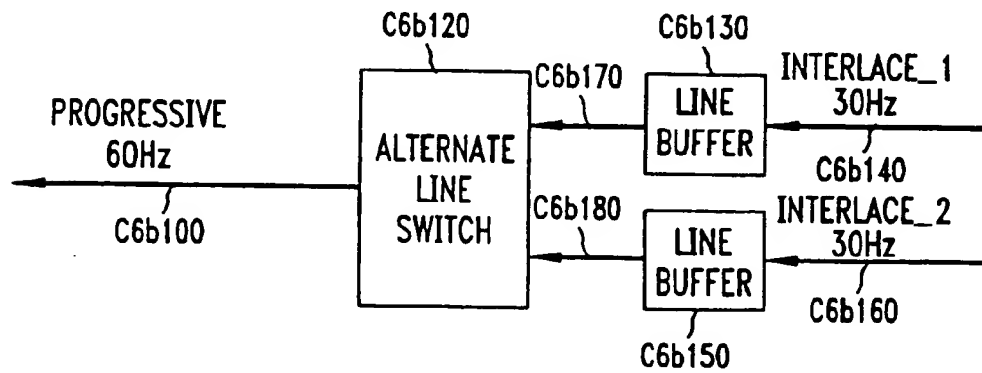 C6b120
C6b130
C6b170
INTERLACE_1
30Hz
LINE
BUFFER
PROGRESSIVE
60Hz
ALTERNATE
LINE
SWITCH
C6b140
C6b100
C6b180
INTERLACE_2
30Hz
LINE
BUFFER
C6b160
C6b150